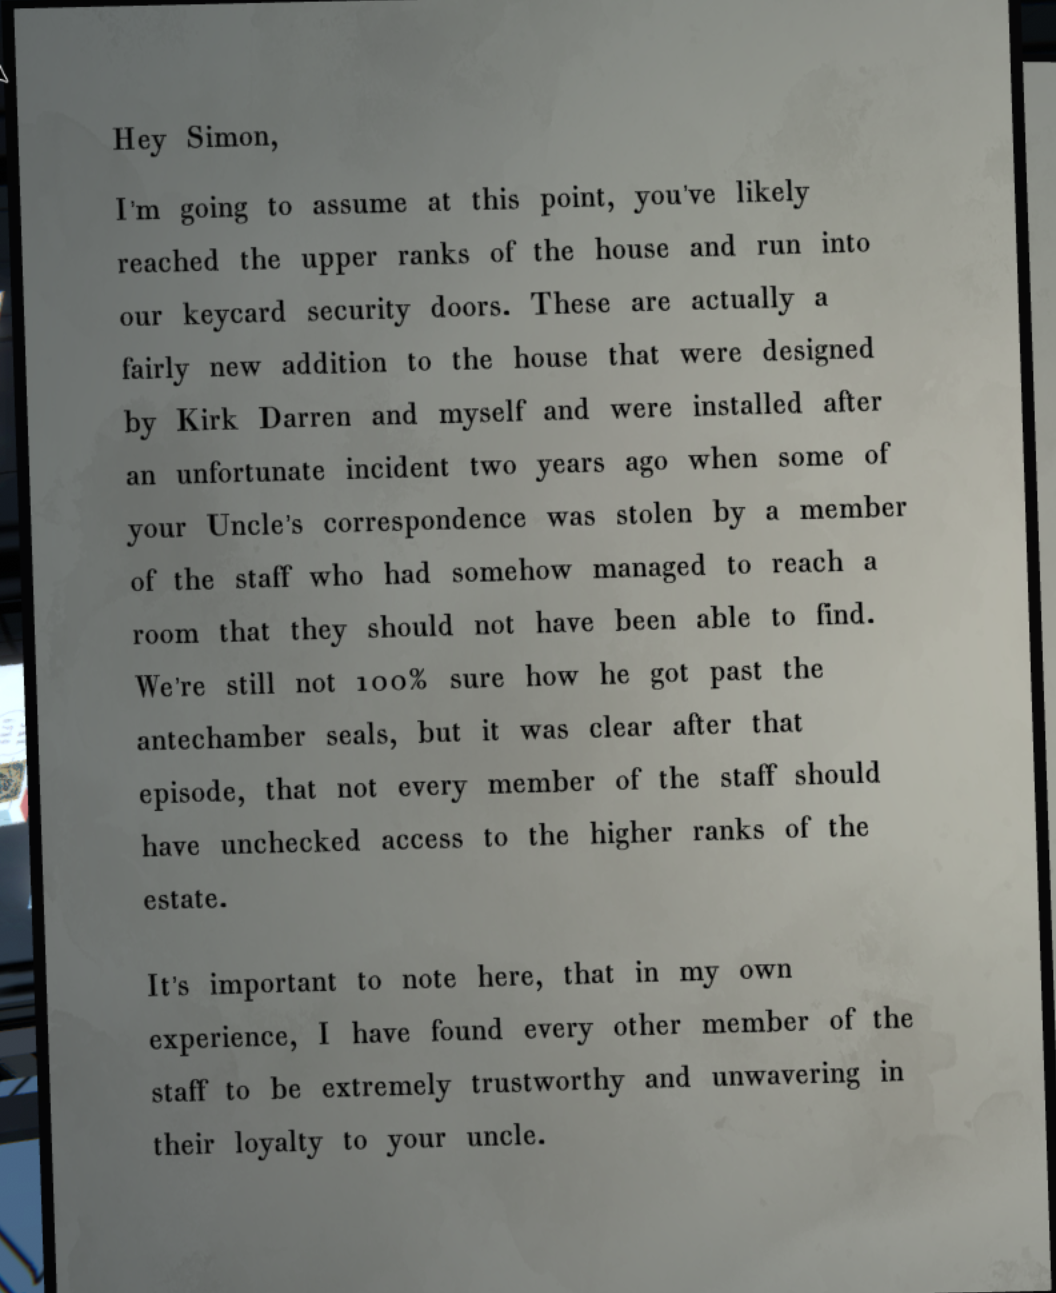 Hey Simon,
I'm going to assume at this point, you've likely
reached the upper ranks of the house and run into
our keycard security doors. These are actually a
fairly new addition to the house that were designed
by Kirk Darren and myself and were installed after
an unfortunate incident two years ago when some of
your Uncle's correspondence was stolen by a member
of the staff who had somehow managed to reach a
room that they should not have been able to find.
We're still not 100% sure how he got past the
antechamber seals, but it was clear after that
episode, that not every member of the staff should
have unchecked access to the higher ranks of the
estate.
It's important to note here, that in my own
experience, I have found every other member of the
staff to be extremely trustworthy and unwavering in
their loyalty to your uncle.